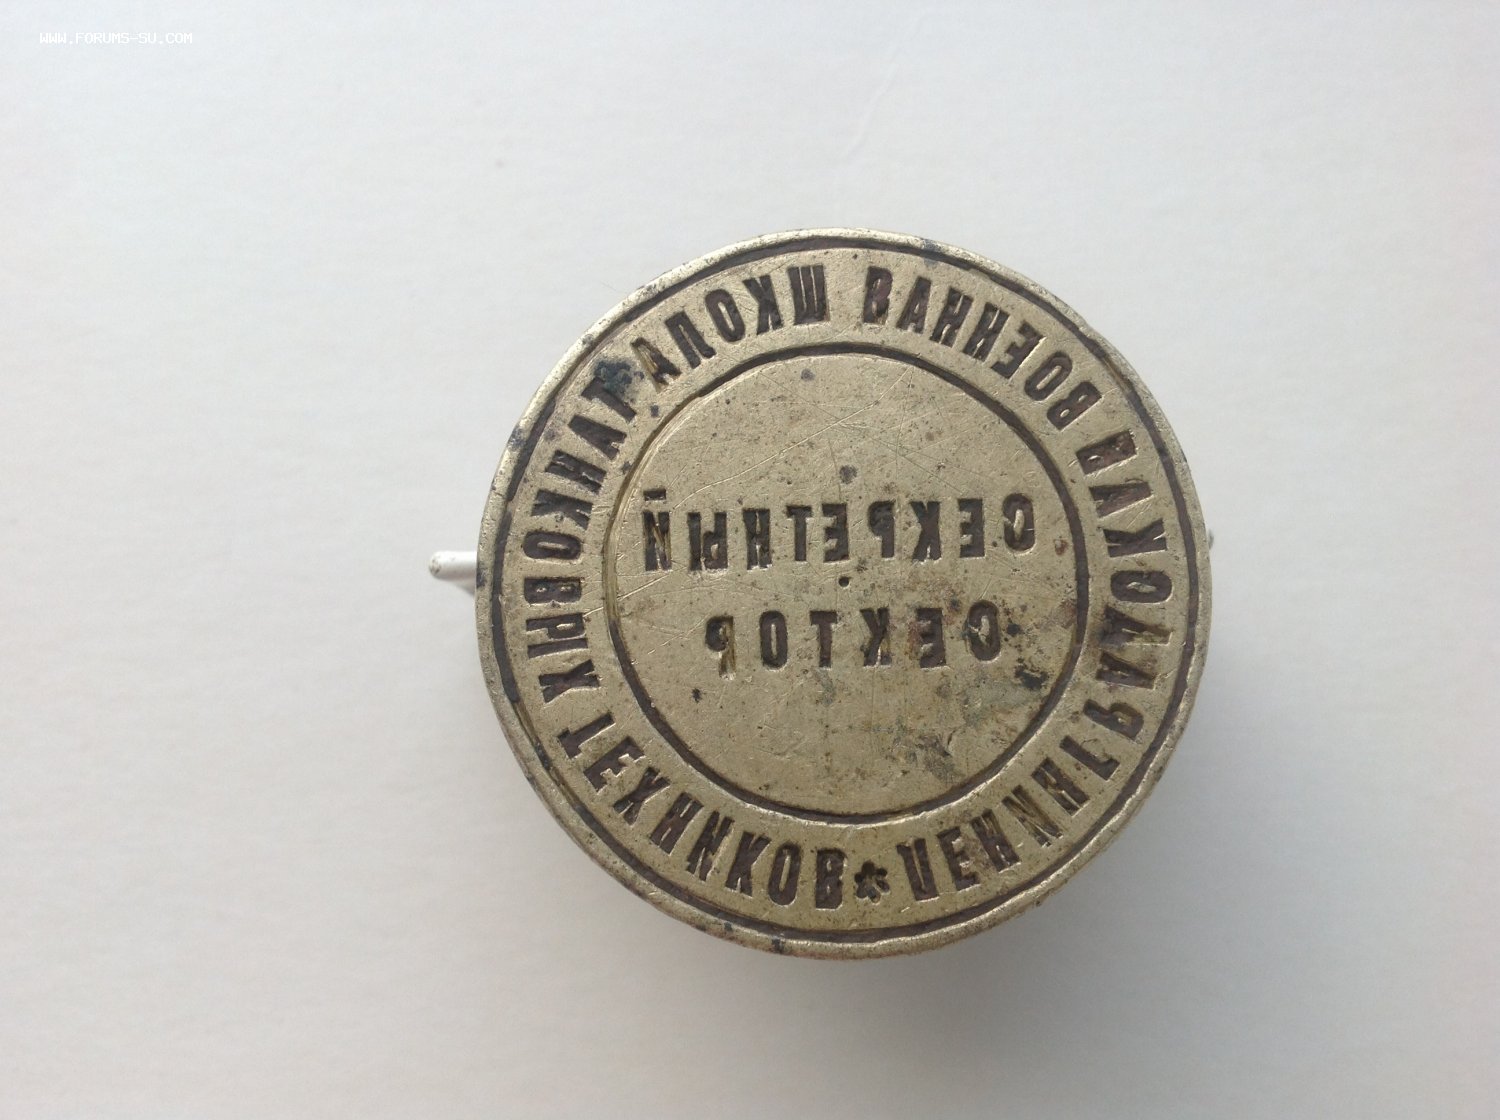 WWW.FORUMS-SU.COM
ЛЕНИНГРАДСКАЯ ВОЕННАЯ ШКОЛА ТАНКОВЫХ ТЕХНИКОВ *
СЕКРЕТНЫЙ
СЕКТОР